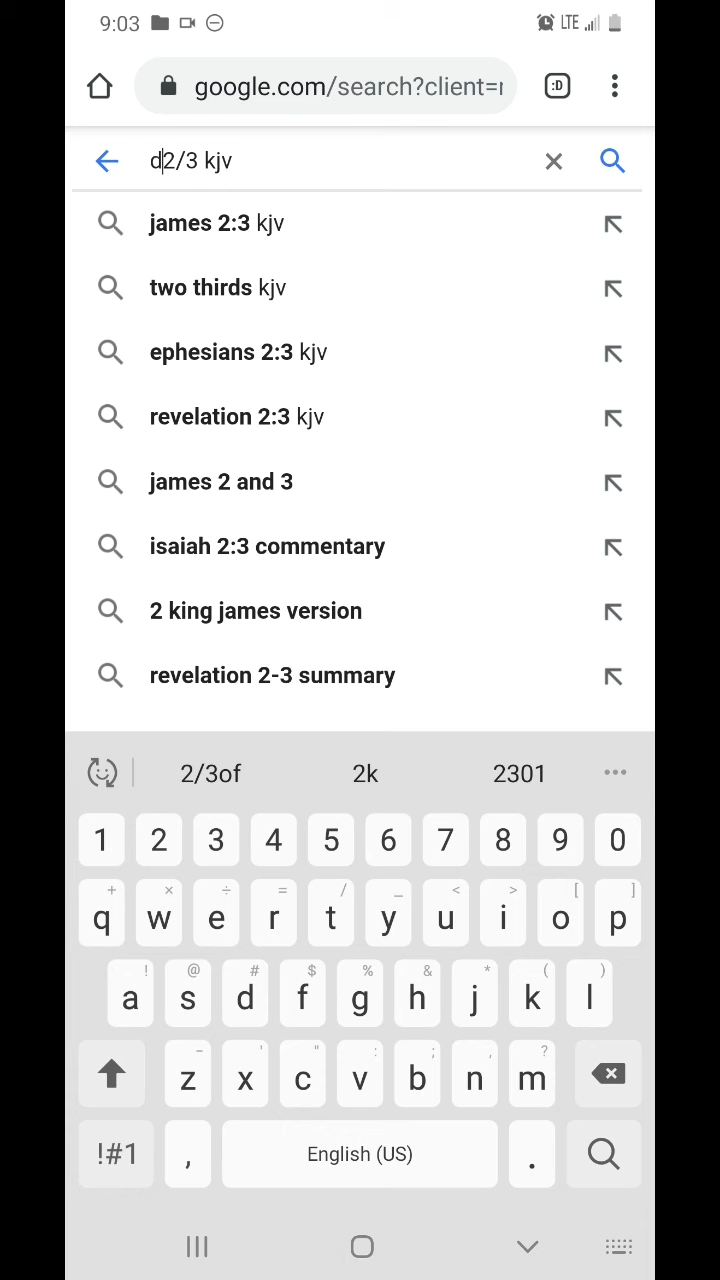 9:03 LTE
google.com/search?client=r
:D
d2/3 kjv
james 2:3 kjv
two thirds kjv
ephesians 2:3 kjv
revelation 2:3 kjv
james 2 and 3
isaiah 2:3 commentary
2 king james version
revelation 2-3 summary
2/3of 2k 2301 •••
1 2 3 4 5 6 7 8 9 0
+ × ÷ = / _ < > [ ]
q w e r t y u i o p
! @ # $ % & * ( )
a s d f g h j k l
- ' " : ; , ?
z x c v b n m
!#1 , English (US) .